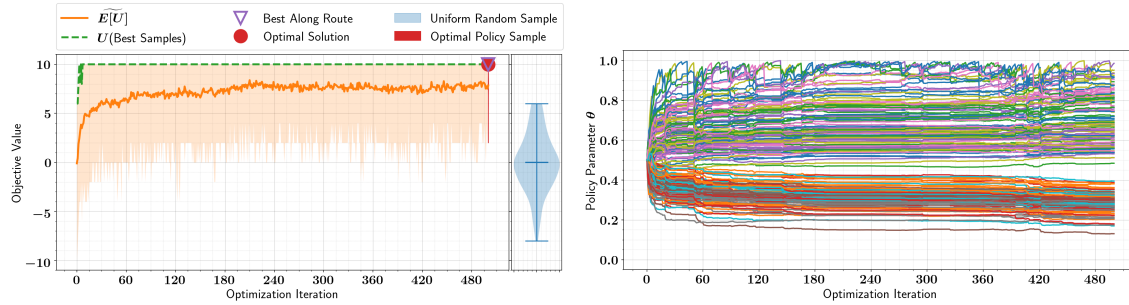 E[U]
U(Best Samples)
Best Along Route
Optimal Solution
Uniform Random Sample
Optimal Policy Sample
10
5
0
−5
−10
Objective Value
0 60 120 180 240 300 360 420 480
Optimization Iteration
1.0
0.8
0.6
0.4
0.2
0.0
Policy Parameter θ
0 60 120 180 240 300 360 420 480
Optimization Iteration